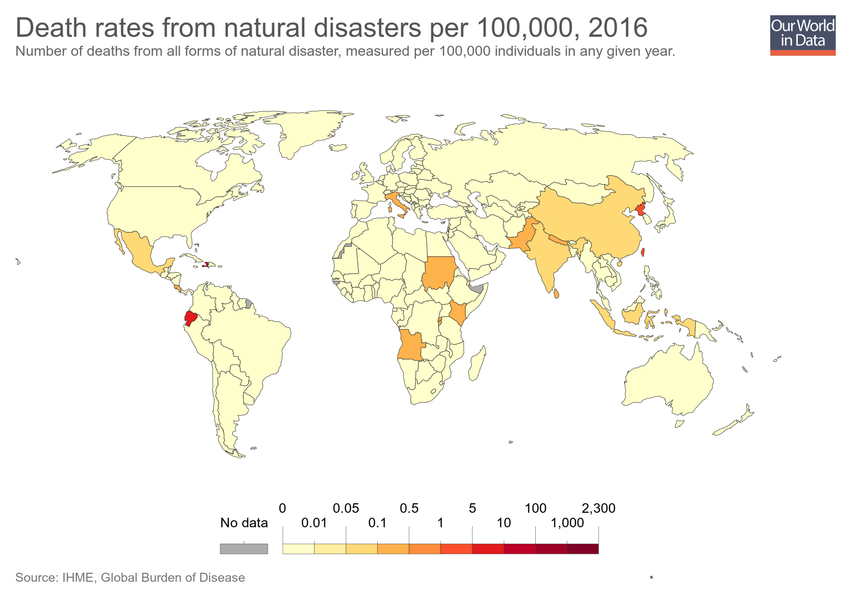 Death rates from natural disasters per 100,000, 2016
Our World
in Data
Number of deaths from all forms of natural disaster, measured per 100,000 individuals in any given year.
0 0.05 0.5 5 100 2,300
No data 0.01 0.1 1 10 1,000
Source: IHME, Global Burden of Disease